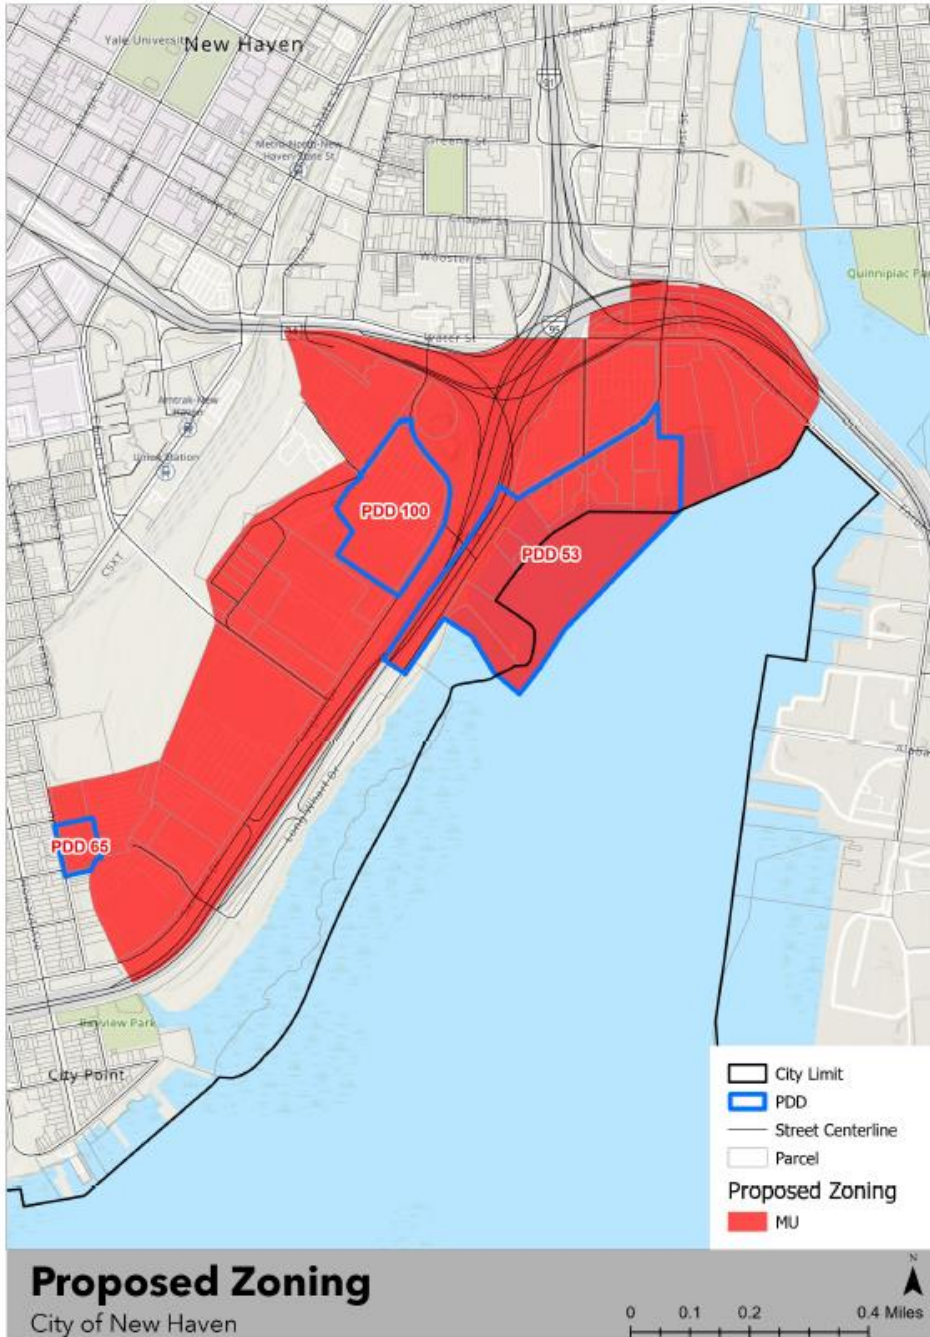 Yale University
New Haven
Metro-North-New
Haven-State St
Greene St
Wooster St
Quinnipiac
Water St
95
Amtrak-New
Haven
Union Station
PDD 100
PDD 53
CSXT
Long Wharf Dr
PDD 65
Bayview Park
City Point
City Limit
PDD
Street Centerline
Parcel
Proposed Zoning
MU
Proposed Zoning
City of New Haven
N
0 0.1 0.2 0.4 Miles